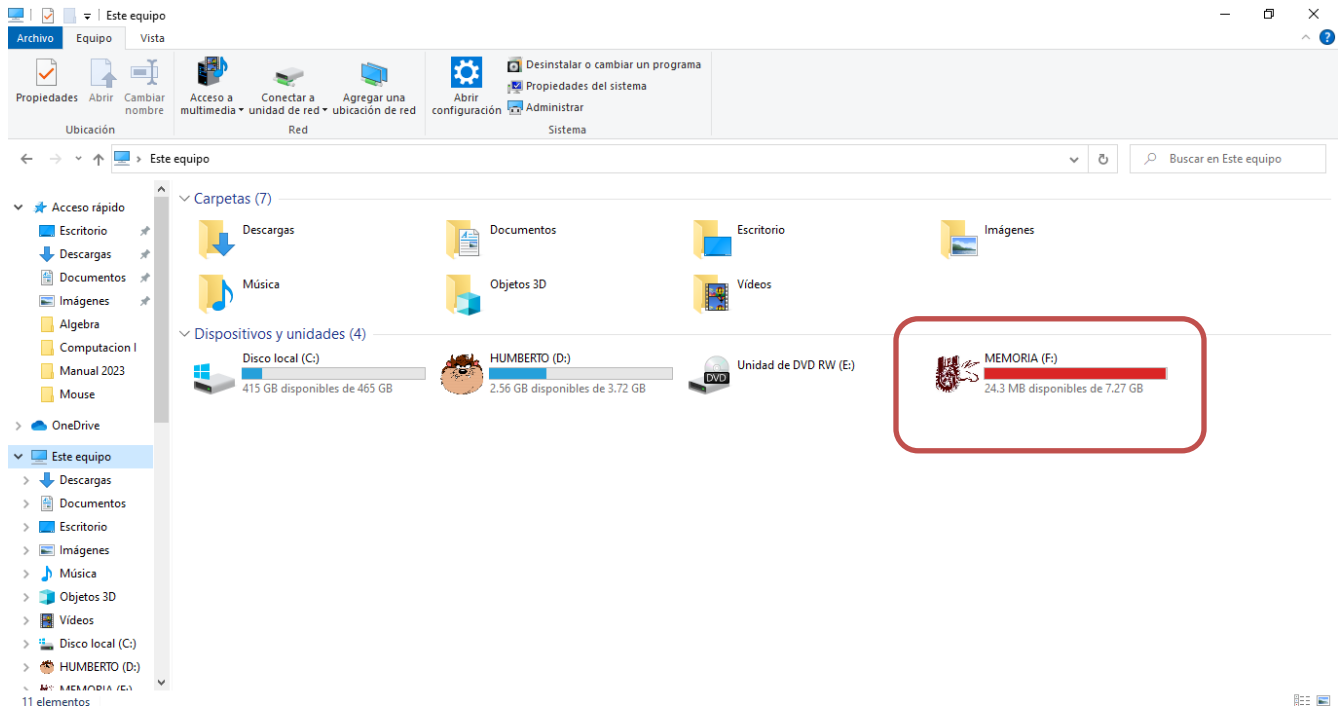 Este equipo
Archivo Equipo Vista
Propiedades Abrir Cambiar nombre
Ubicación
Acceso a multimedia Conectar a unidad de red Agregar una ubicación de red
Red
Abrir configuración
Desinstalar o cambiar un programa
Propiedades del sistema
Administrar
Sistema
Este equipo
Buscar en Este equipo
Acceso rápido
Escritorio
Descargas
Documentos
Imágenes
Algebra
Computacion I
Manual 2023
Mouse
OneDrive
Este equipo
Descargas
Documentos
Escritorio
Imágenes
Música
Objetos 3D
Vídeos
Disco local (C:)
HUMBERTO (D:)
MEMORIA (F:)
Carpetas (7)
Descargas Documentos Escritorio Imágenes
Música Objetos 3D Vídeos
Dispositivos y unidades (4)
Disco local (C:)
415 GB disponibles de 465 GB
HUMBERTO (D:)
2.56 GB disponibles de 3.72 GB
DVD
Unidad de DVD RW (E:)
MEMORIA (F:)
24.3 MB disponibles de 7.27 GB
11 elementos